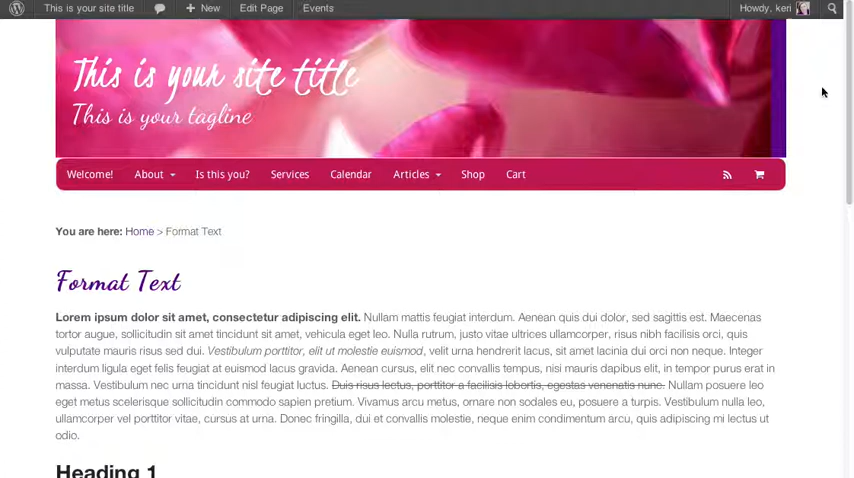 This is your site title New Edit Page Events Howdy, keri
This is your site title
This is your tagline
Welcome! About Is this you? Services Calendar Articles Shop Cart
You are here: Home > Format Text
Format Text
Lorem ipsum dolor sit amet, consectetur adipiscing elit. Nullam mattis feugiat interdum. Aenean quis dui dolor, sed sagittis est. Maecenas
tortor augue, sollicitudin sit amet tincidunt sit amet, vehicula eget leo. Nulla rutrum, justo vitae ultrices ullamcorper, risus nibh facilisis orci, quis
vulputate mauris risus sed dui. Vestibulum porttitor, elit ut molestie euismod, velit urna hendrerit lacus, sit amet lacinia dui orci non neque. Integer
interdum ligula eget felis feugiat at euismod lacus gravida. Aenean cursus, elit nec convallis tempus, nisi mauris dapibus elit, in tempor purus erat in
massa. Vestibulum nec urna tincidunt nisl feugiat luctus. Duis risus lectus, porttitor a facilisis lobortis, egestas venenatis nunc. Nullam posuere leo
eget metus scelerisque sollicitudin commodo sapien pretium. Vivamus arcu metus, ornare non sodales eu, posuere a turpis. Vestibulum nulla leo,
ullamcorper vel porttitor vitae, cursus at urna. Donec fringilla, dui et convallis molestie, neque enim condimentum arcu, quis adipiscing mi lectus ut
odio.
Heading 1